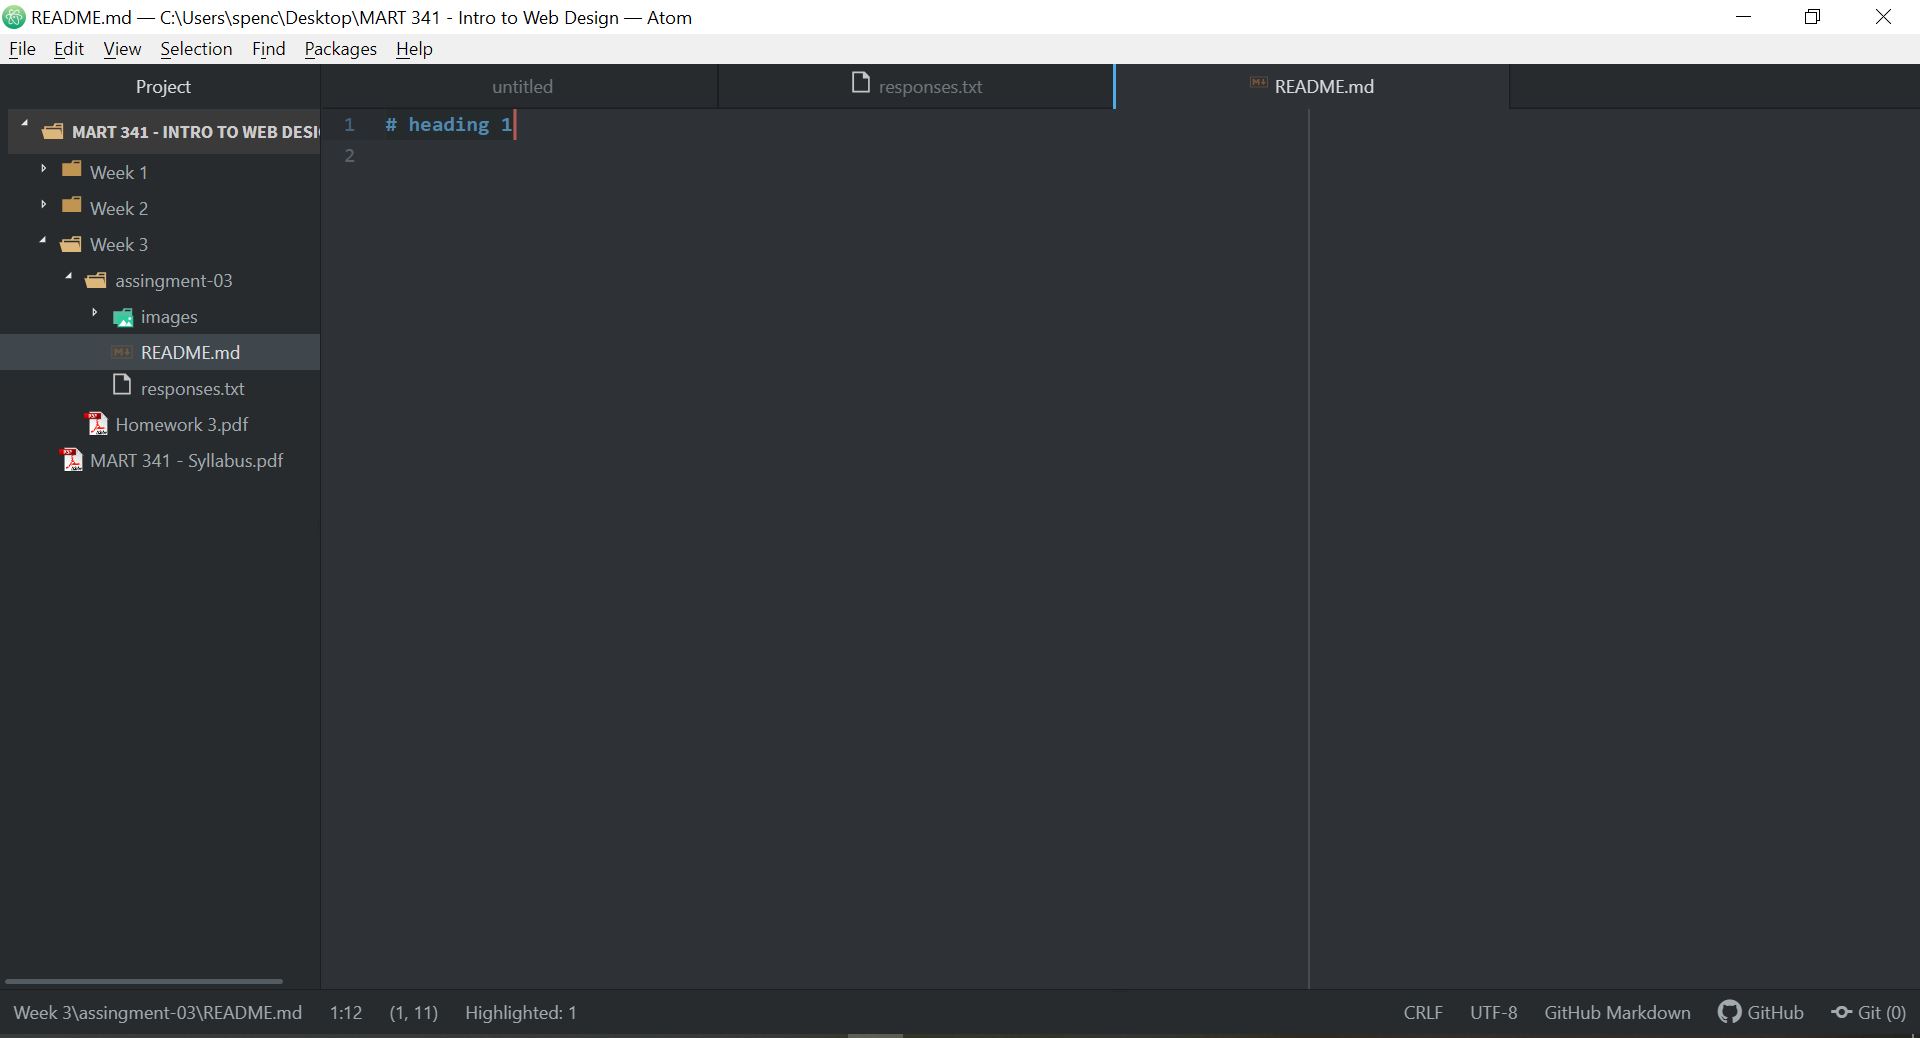 README.md — C:\Users\spenc\Desktop\MART 341 - Intro to Web Design — Atom
File Edit View Selection Find Packages Help
Project
untitled
responses.txt
README.md
MART 341 - INTRO TO WEB DESI
Week 1
Week 2
Week 3
assingment-03
images
README.md
responses.txt
Homework 3.pdf
MART 341 - Syllabus.pdf
1 # heading 1
2
Week 3\assingment-03\README.md 1:12 (1, 11) Highlighted: 1 CRLF UTF-8 GitHub Markdown GitHub Git (0)